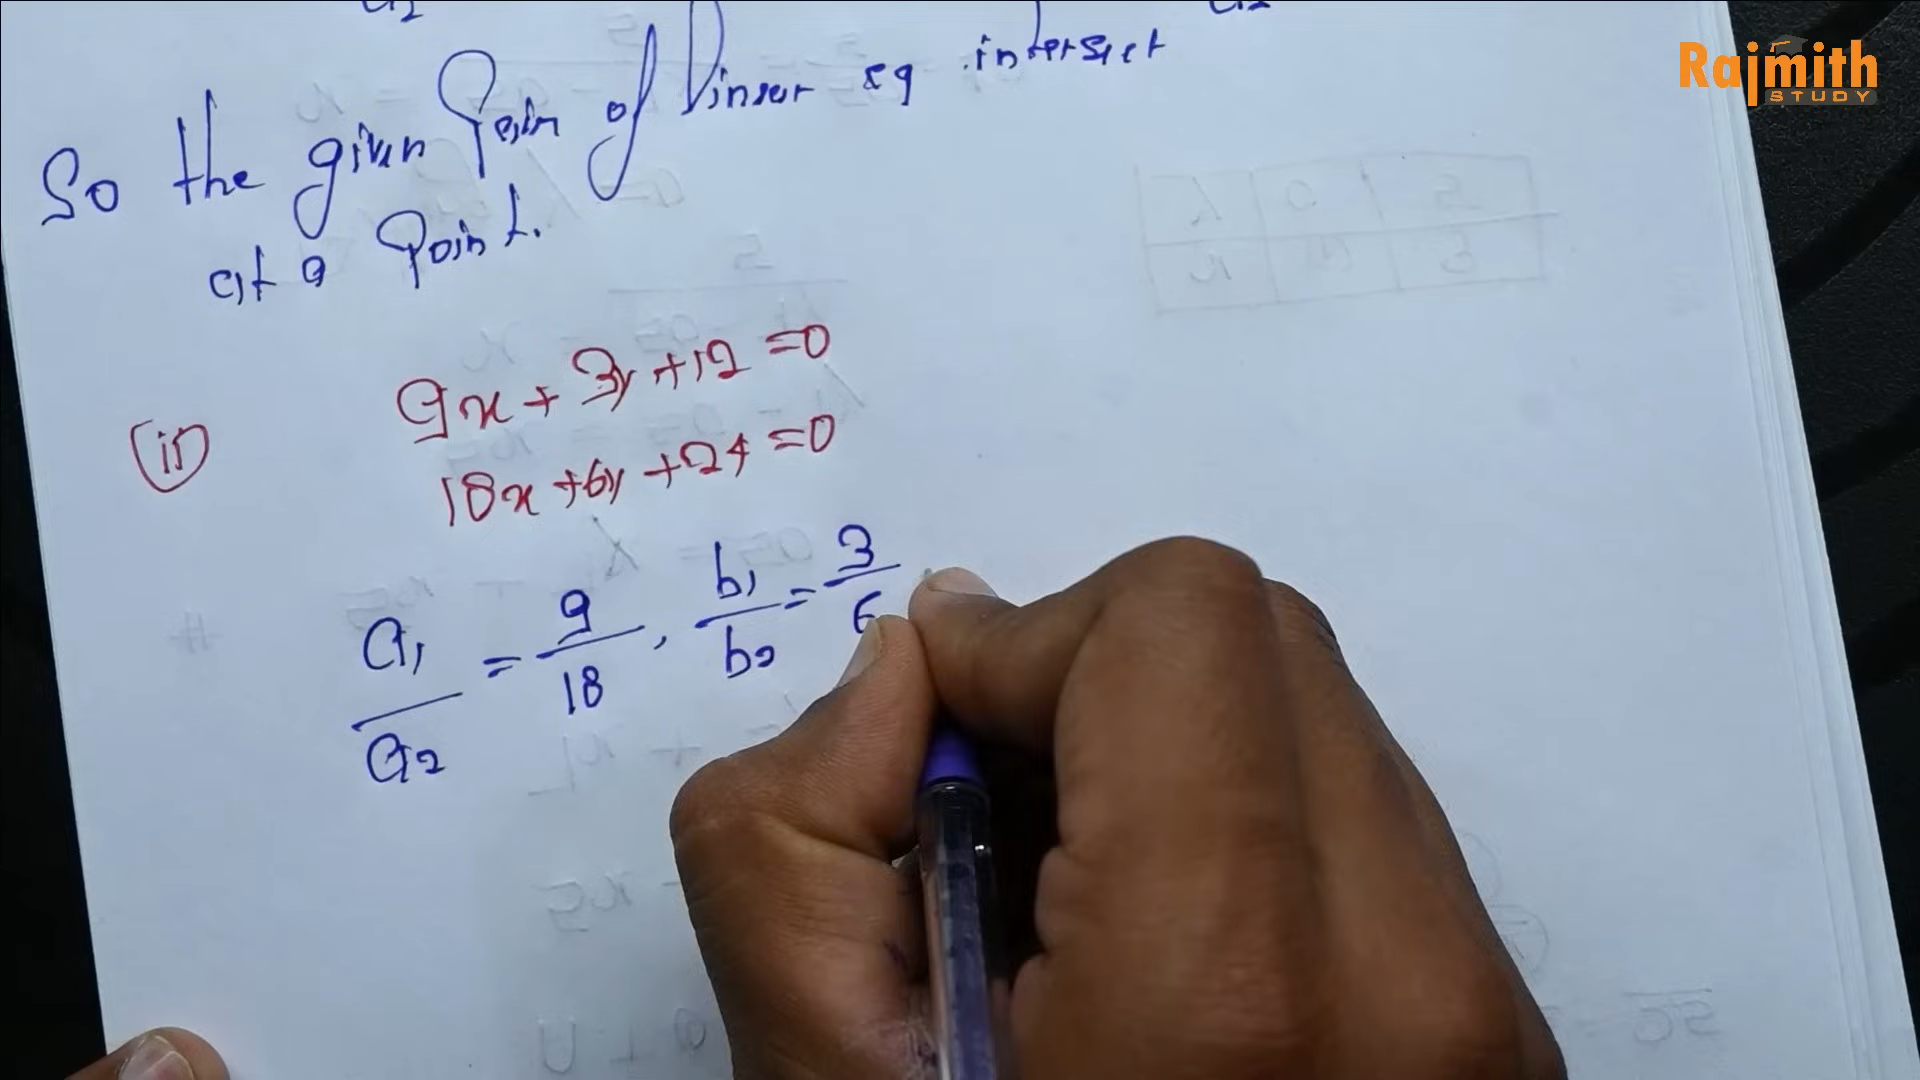 Rajmith
STUDY
So the given Pair of linear eq intersect
at a Point.
(ii)
9x + 3y + 12 = 0
18x + 6y + 24 = 0
a₁/a₂ = 9/18, b₁/b₂ = 3/6